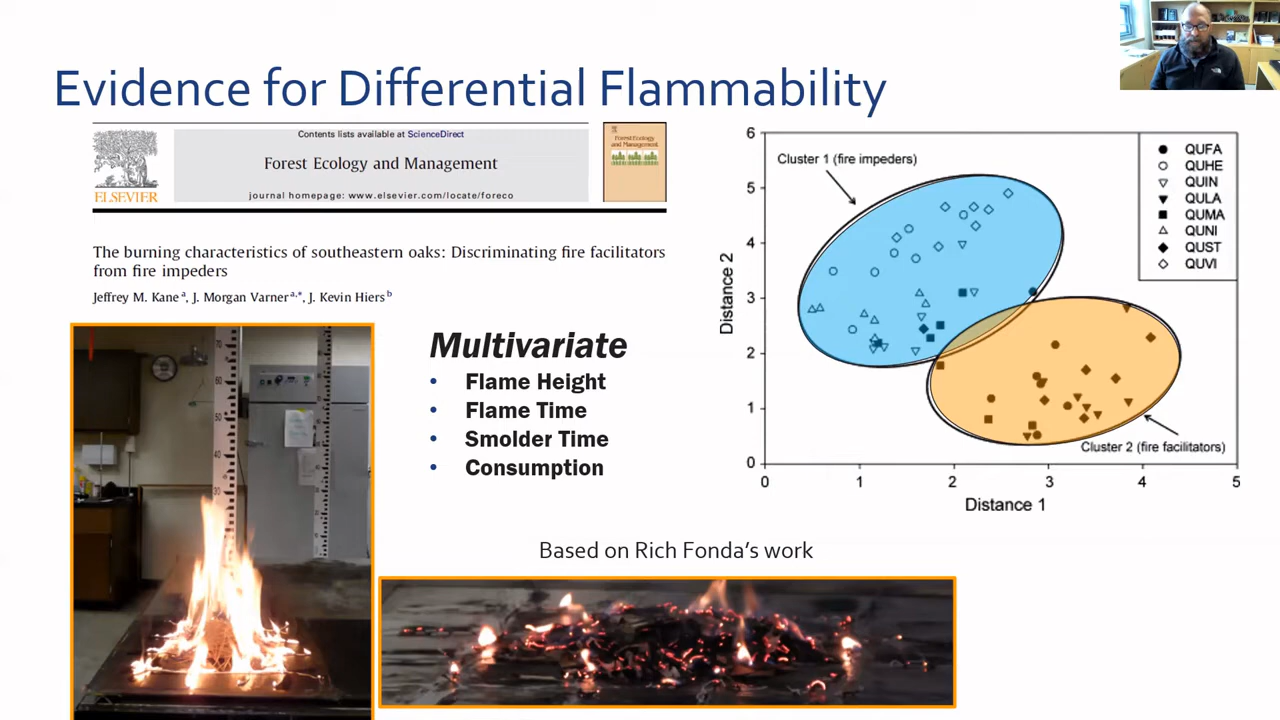 Evidence for Differential Flammability
Contents lists available at ScienceDirect
Forest Ecology and Management
journal homepage: www.elsevier.com/locate/foreco
ELSEVIER
Forest Ecology
and Management
The burning characteristics of southeastern oaks: Discriminating fire facilitators
from fire impeders
Jeffrey M. Kane a, J. Morgan Varner a,*, J. Kevin Hiers b
Multivariate
• Flame Height
• Flame Time
• Smolder Time
• Consumption
Based on Rich Fonda's work
Cluster 1 (fire impeders)
Cluster 2 (fire facilitators)
QUFA
QUHE
QUIN
QULA
QUMA
QUNI
QUST
QUVI
Distance 2
6
5
4
3
2
1
0
0 1 2 3 4 5
Distance 1